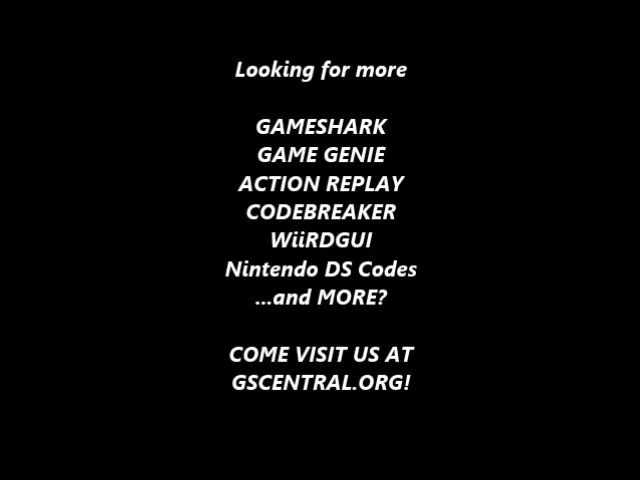 Looking for more
GAMESHARK
GAME GENIE
ACTION REPLAY
CODEBREAKER
WiiRDGUI
Nintendo DS Codes
...and MORE?
COME VISIT US AT
GSCENTRAL.ORG!